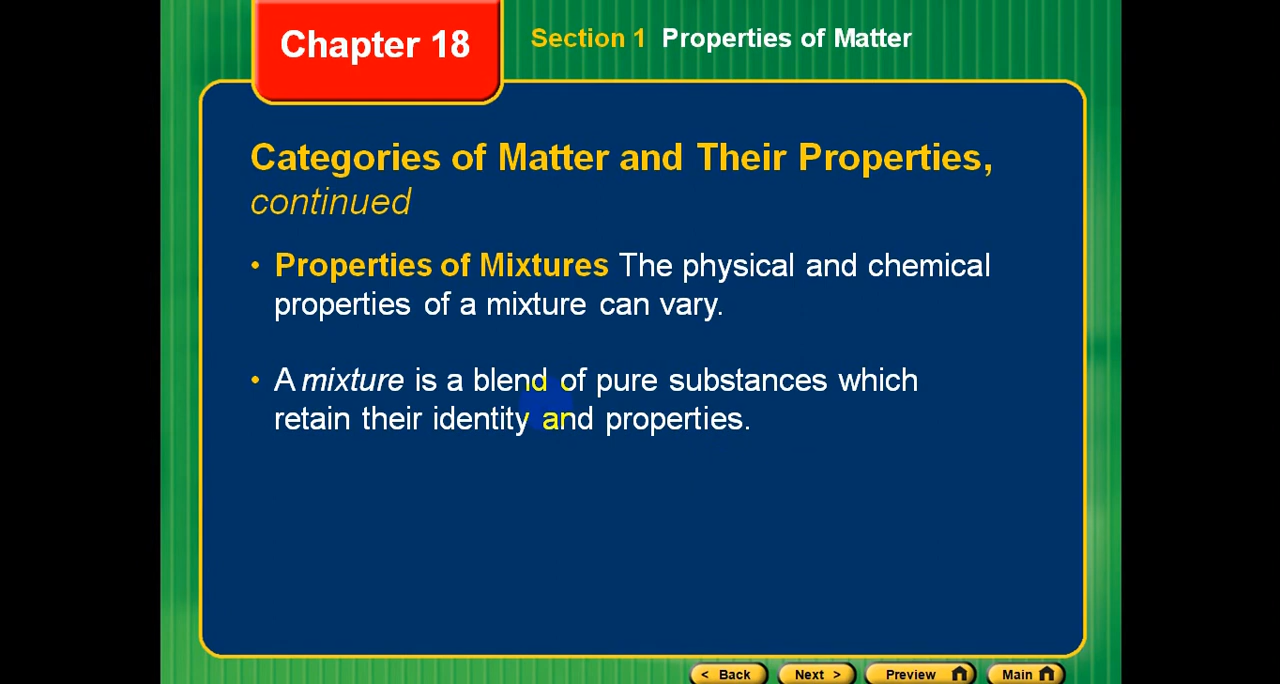 Chapter 18
Section 1 Properties of Matter
Categories of Matter and Their Properties,
continued
• Properties of Mixtures The physical and chemical
properties of a mixture can vary.
• A mixture is a blend of pure substances which
retain their identity and properties.
< Back Next > Preview Main